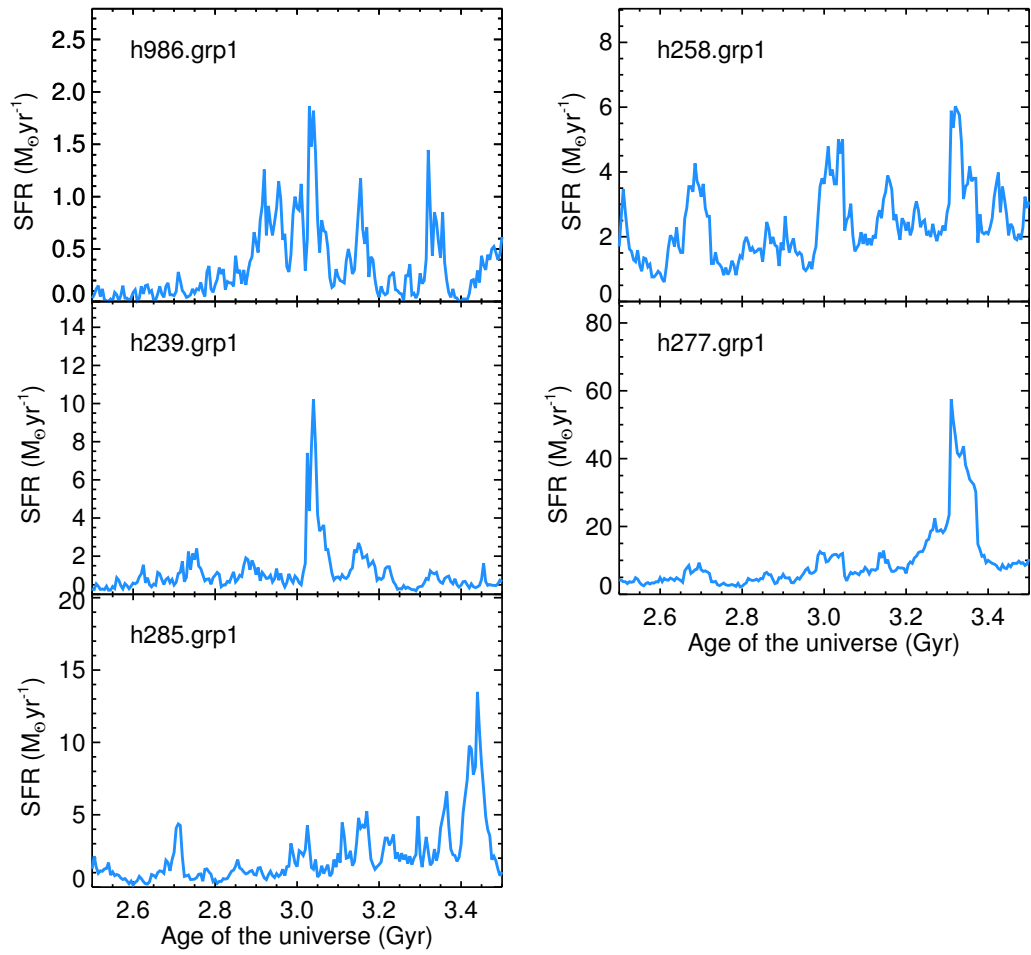 h986.grp1
SFR (M⊙yr-1)
2.5
2.0
1.5
1.0
0.5
0.0
h258.grp1
SFR (M⊙yr-1)
8
6
4
2
0
h239.grp1
SFR (M⊙yr-1)
14
12
10
8
6
4
2
0
h277.grp1
SFR (M⊙yr-1)
80
60
40
20
0
2.6 2.8 3.0 3.2 3.4
Age of the universe (Gyr)
h285.grp1
SFR (M⊙yr-1)
20
15
10
5
0
2.6 2.8 3.0 3.2 3.4
Age of the universe (Gyr)